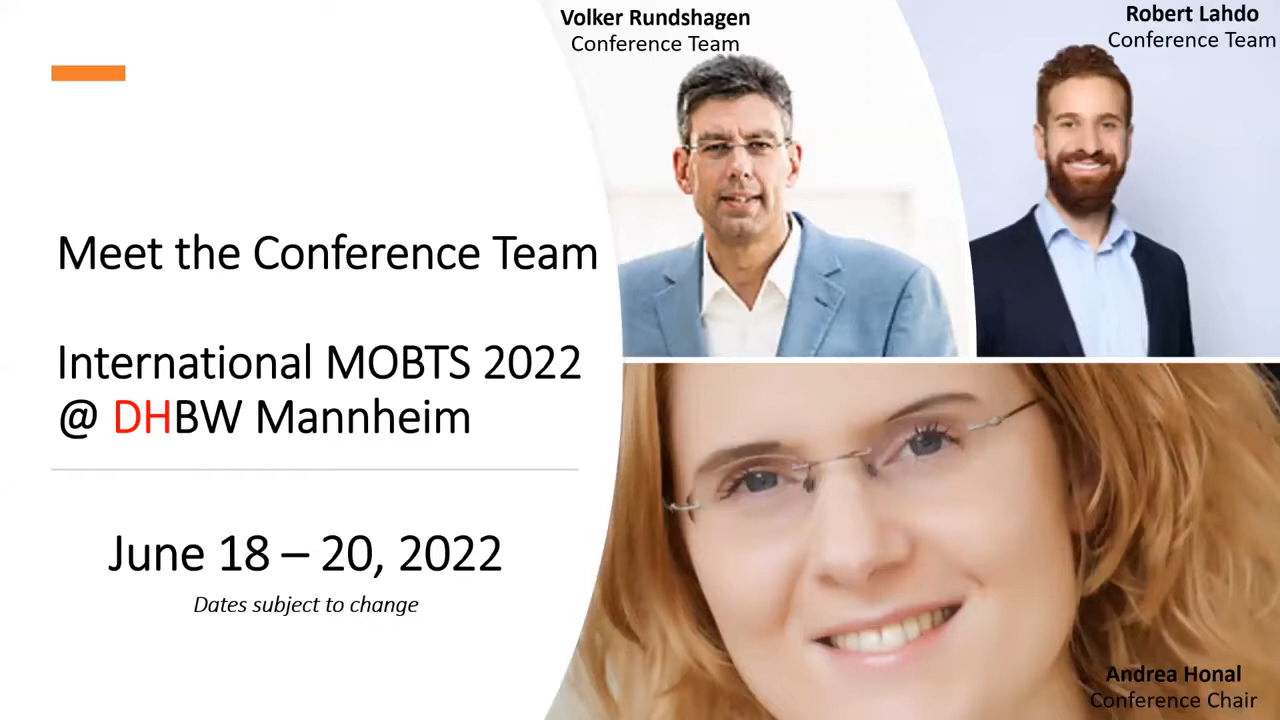 Volker Rundshagen
Conference Team
Robert Lahdo
Conference Team
Meet the Conference Team
International MOBTS 2022
@ DHBW Mannheim
June 18 – 20, 2022
Dates subject to change
Andrea Honal
Conference Chair